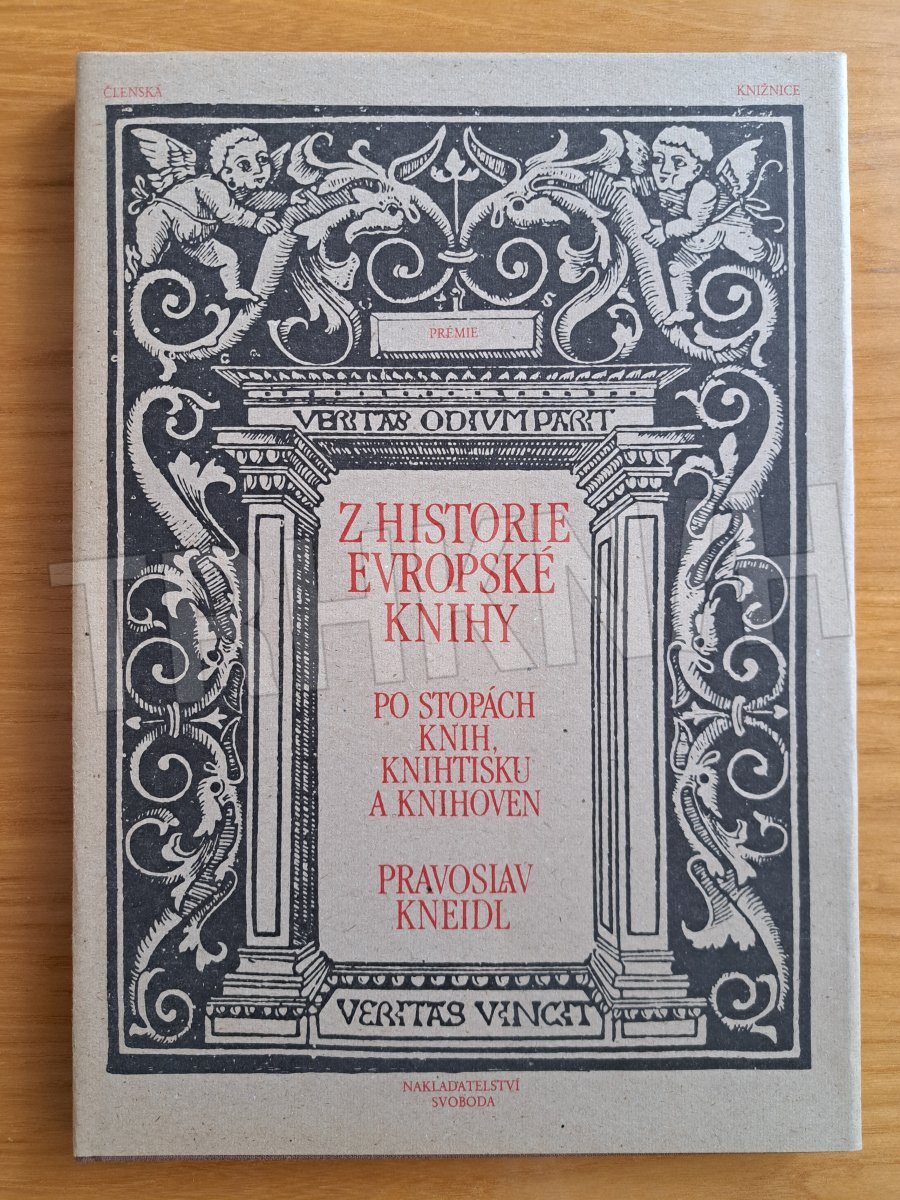 ČLENSKÁ
KNIŽNICE
PRÉMIE
VERITAS ODIVM PARIT
Z HISTORIE
EVROPSKÉ
KNIHY
PO STOPÁCH
KNIH,
KNIHTISKU
A KNIHOVEN
PRAVOSLAV
KNEIDL
VERITAS VINCIT
NAKLADATELSTVÍ
SVOBODA